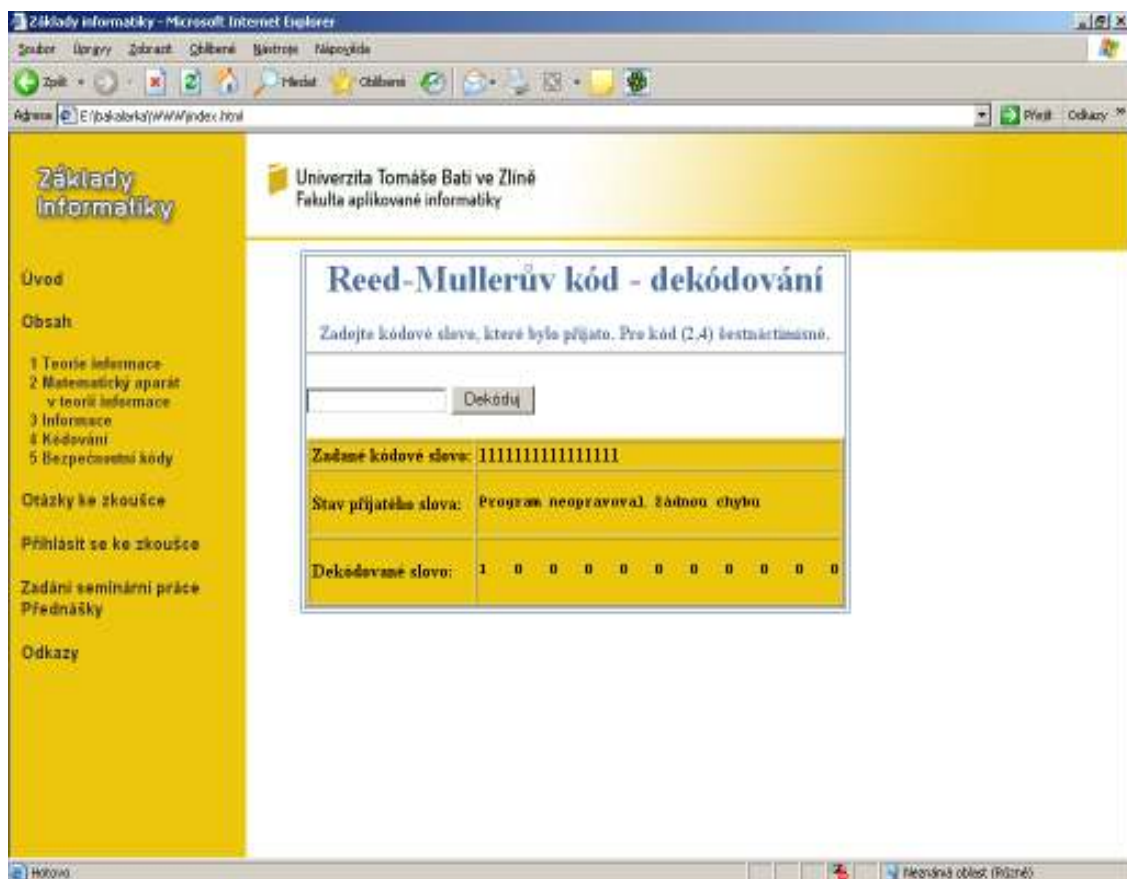 Základy informatiky - Microsoft Internet Explorer
Soubor Úpravy Zobrazit Oblíbené Nástroje Nápověda
Zpět Hledat Oblíbené
Adresa E:\bakalarka\WWW\index.html Přejít Odkazy »
Základy
Informatiky
Univerzita Tomáše Bati ve Zlíně
Fakulta aplikované informatiky
Úvod
Obsah
1 Teorie informace
2 Matematický aparát
v teorii informace
3 Informace
4 Kódování
5 Bezpečnostní kódy
Otázky ke zkoušce
Přihlásit se ke zkoušce
Zadání seminární práce
Přednášky
Odkazy
Reed-Mullerův kód - dekódování
Zadejte kódové slovo, které bylo přijato. Pro kód (2,4) šestnáctimístné.
Dekóduj
Zadané kódové slovo: 1111111111111111
Stav přijatého slova: Program neopravoval žádnou chybu
Dekódované slovo: 1 0 0 0 0 0 0 0 0 0 0
Hotovo Neznámá oblast (Různé)